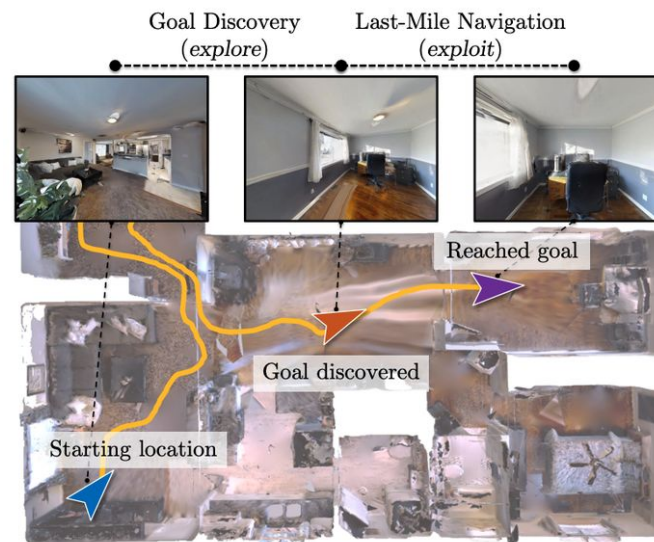 Goal Discovery
(explore)
Last-Mile Navigation
(exploit)
Reached goal
Goal discovered
Starting location